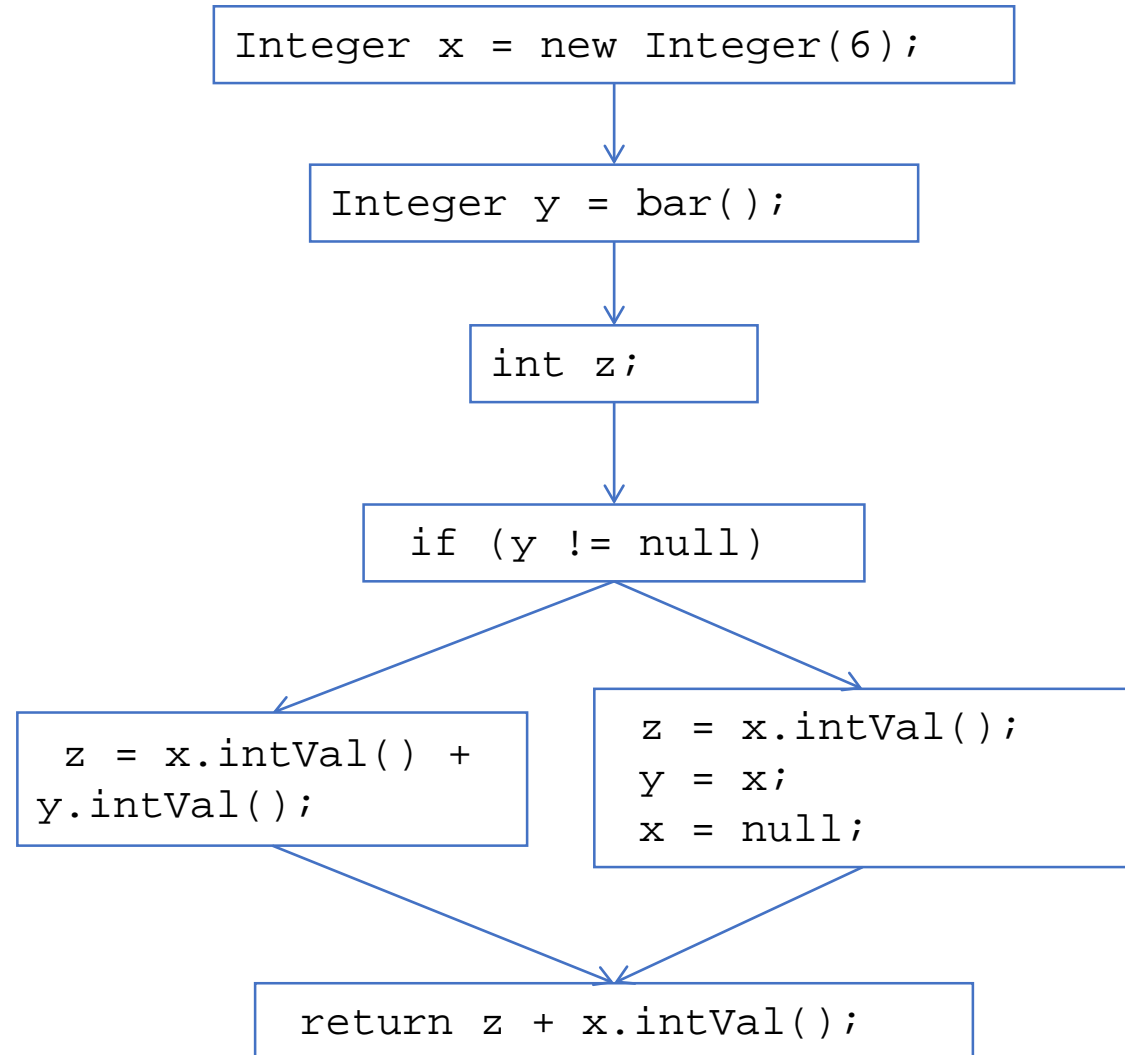 Integer x = new Integer(6);
Integer y = bar();
int z;
if (y != null)
z = x.intVal() +
y.intVal();
z = x.intVal();
y = x;
x = null;
return z + x.intVal();